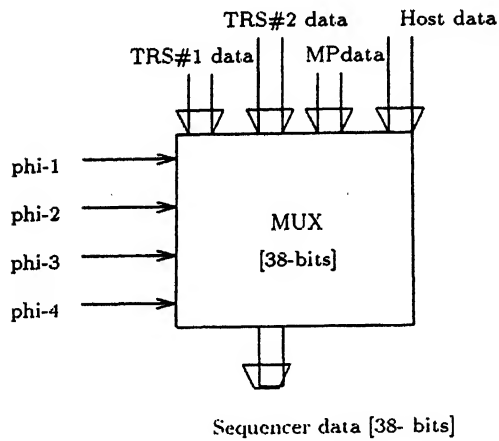 TRS#2 data
Host data
TRS#1 data
MPdata
phi-1
phi-2
phi-3
phi-4
MUX
[38-bits]
Sequencer data [38- bits]